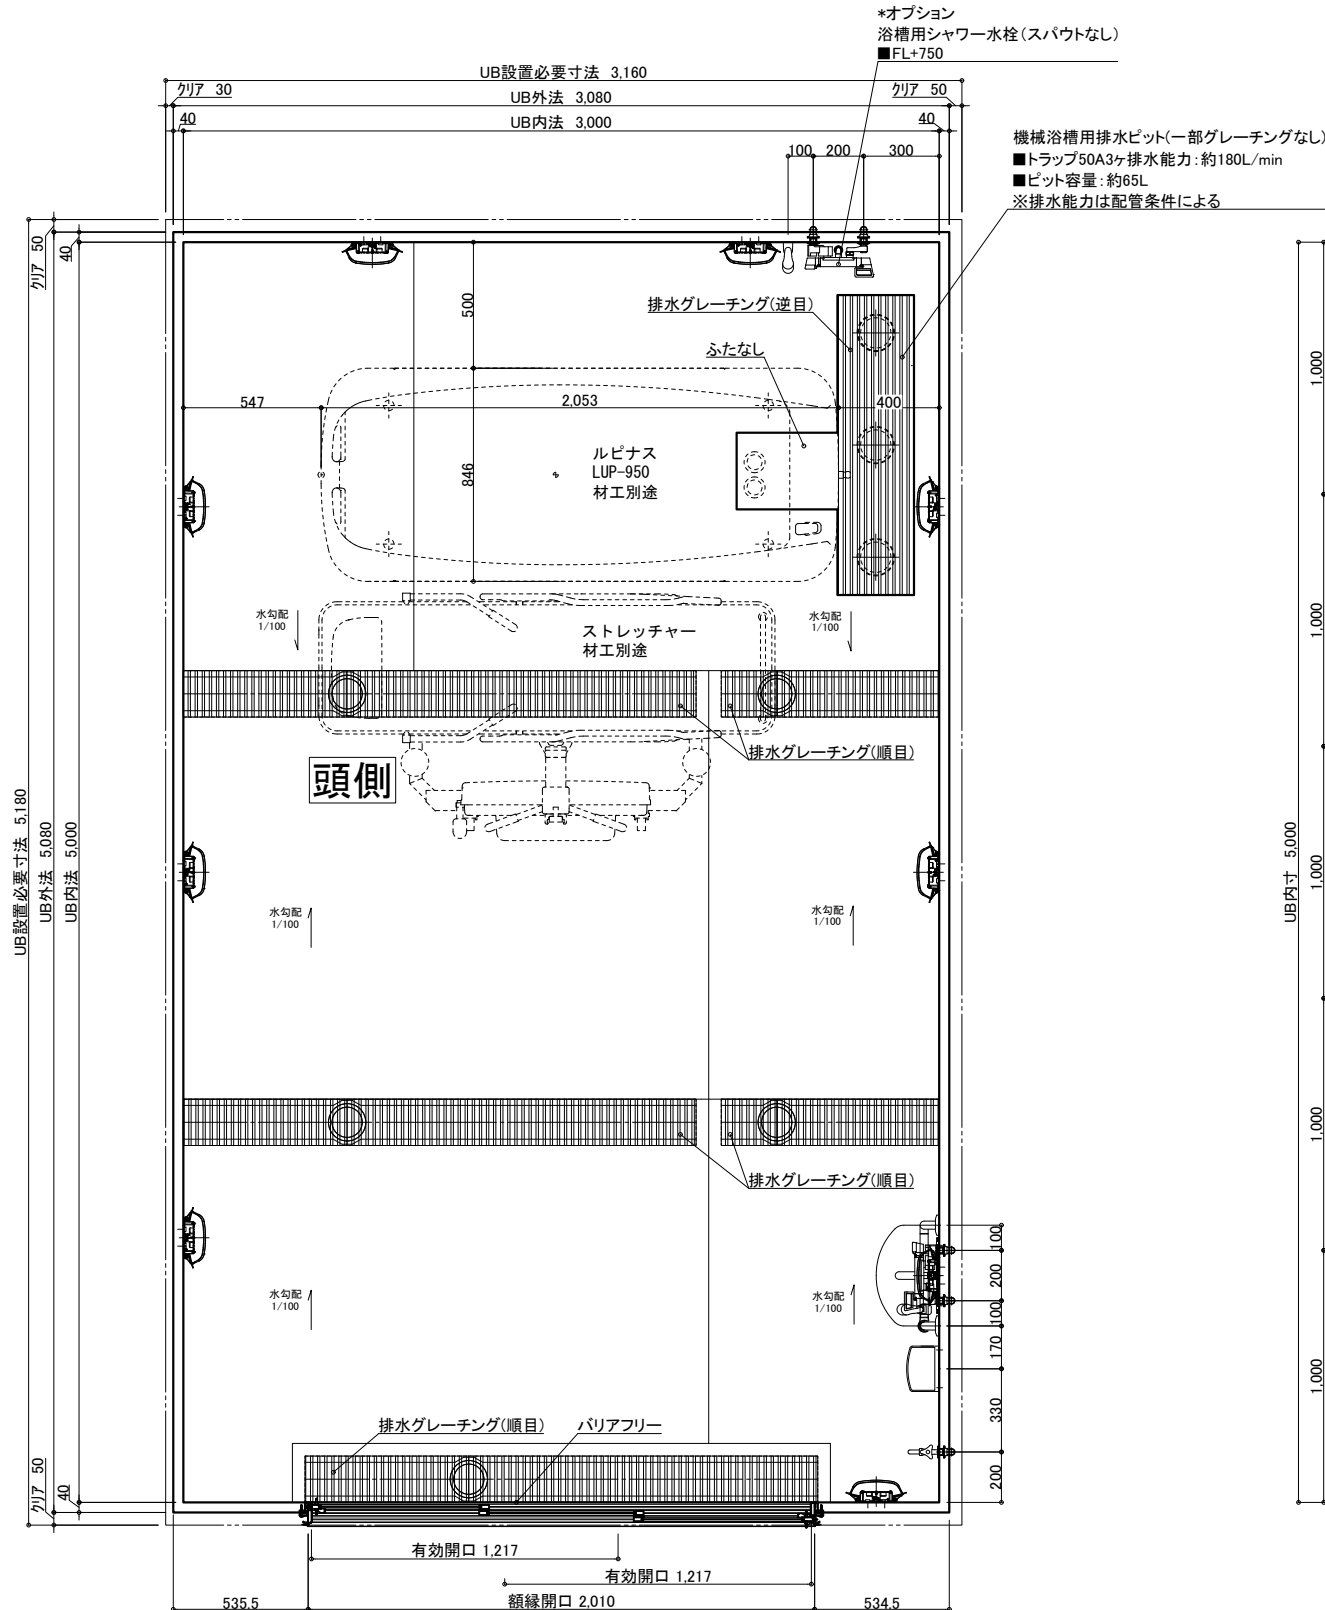 *オプション
浴槽用シャワー水栓(スパウトなし)
■FL+750
UB設置必要寸法 3,160
クリア 30
UB外法 3,080
クリア 50
40
UB内法 3,000
40
機械浴槽用排水ピット(一部グレーチングなし)
■トラップ50A3ヶ排水能力:約180L/min
■ピット容量:約65L
※排水能力は配管条件による
100
200
300
クリア 50
40
500
排水グレーチング(逆目)
ふたなし
1,000
547
2,053
400
846
ルピナス
LUP-950
材工別途
水勾配
1/100
ストレッチャー
材工別途
水勾配
1/100
1,000
排水グレーチング(順目)
頭側
UB設置必要寸法 5,180
UB外法 5,080
UB内法 5,000
UB内寸 5,000
1,000
水勾配
1/100
水勾配
1/100
1,000
排水グレーチング(順目)
100
200
100
170
330
200
水勾配
1/100
水勾配
1/100
1,000
排水グレーチング(順目)
バリアフリー
クリア 50
40
有効開口 1,217
有効開口 1,217
535.5
額縁開口 2,010
534.5